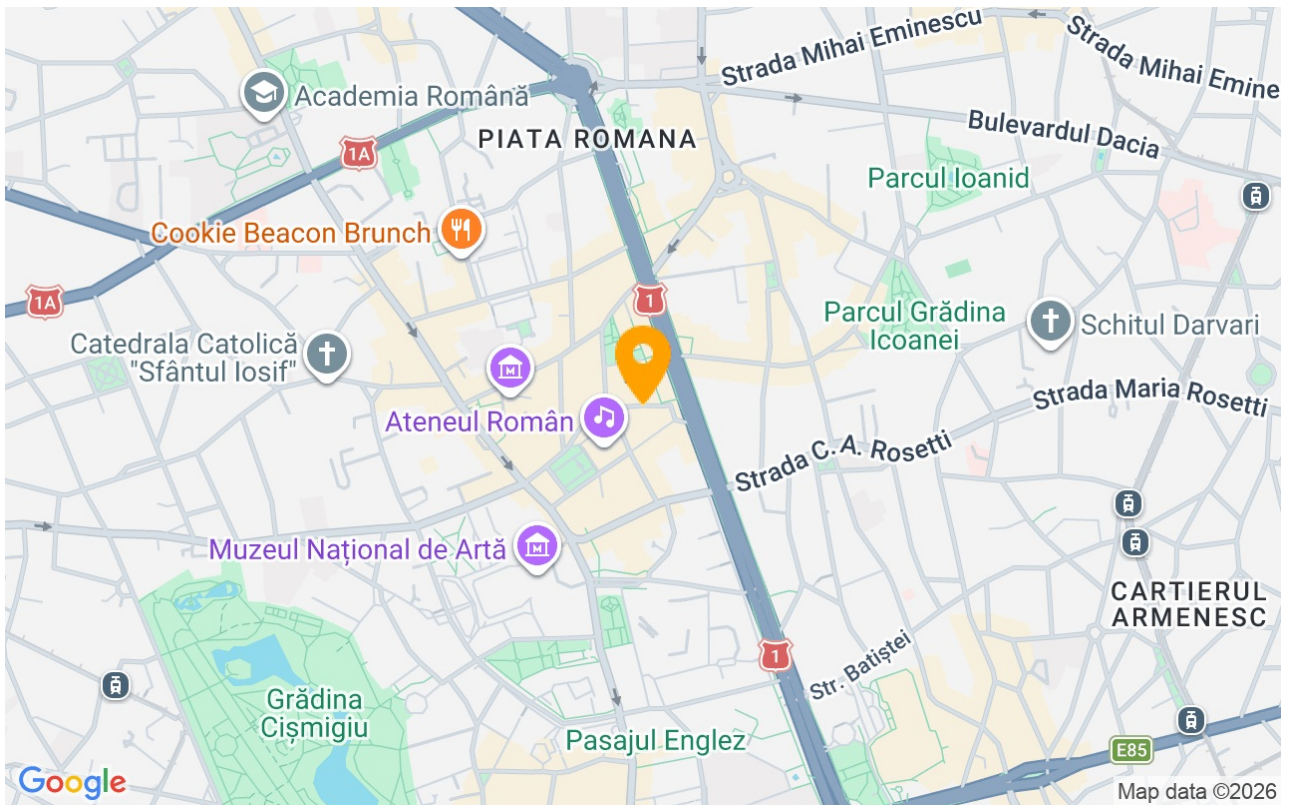 Strada Mihai Eminescu
Strada Mihai Emine
Academia Română
PIATA ROMANA
Bulevardul Dacia
1A
Parcul Ioanid
Cookie Beacon Brunch
1A
1
Parcul Grădina
Icoanei
Schitul Darvari
Catedrala Catolică
"Sfântul Iosif"
M
Ateneul Român
Strada Maria Rosetti
Strada C. A. Rosetti
Muzeul Național de Artă
M
CARTIERUL
ARMENESC
1
Str. Batiștei
Grădina
Cișmigiu
Pasajul Englez
E85
Google
Map data ©2026